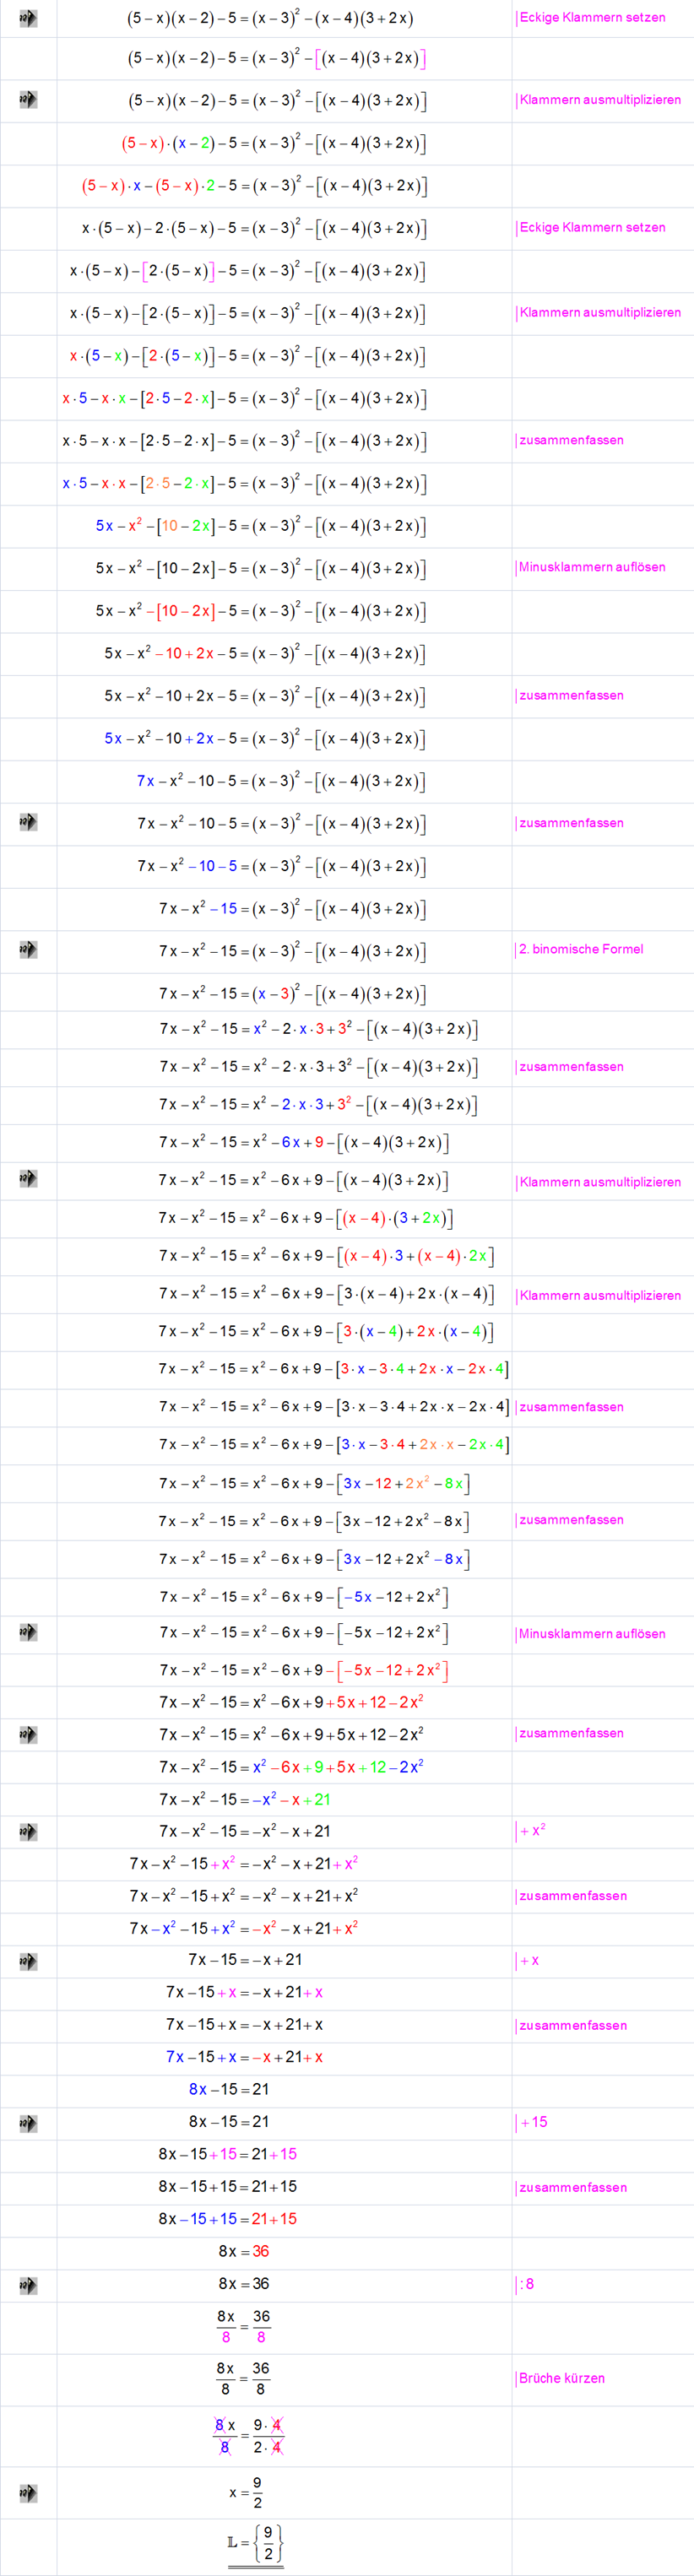 (5 – x)(x – 2) – 5 = (x – 3)² – (x – 4)(3 + 2x) |Eckige Klammern setzen
(5 – x)(x – 2) – 5 = (x – 3)² – [(x – 4)(3 + 2x)]
(5 – x)(x – 2) – 5 = (x – 3)² – [(x – 4)(3 + 2x)] |Klammern ausmultiplizieren
(5 – x)·(x – 2) – 5 = (x – 3)² – [(x – 4)(3 + 2x)]
(5 – x)·x – (5 – x)·2 – 5 = (x – 3)² – [(x – 4)(3 + 2x)]
x·(5 – x) – 2·(5 – x) – 5 = (x – 3)² – [(x – 4)(3 + 2x)] |Eckige Klammern setzen
x·(5 – x) – [2·(5 – x)] – 5 = (x – 3)² – [(x – 4)(3 + 2x)]
x·(5 – x) – [2·(5 – x)] – 5 = (x – 3)² – [(x – 4)(3 + 2x)] |Klammern ausmultiplizieren
x·(5 – x) – [2·(5 – x)] – 5 = (x – 3)² – [(x – 4)(3 + 2x)]
x·5 – x·x – [2·5 – 2·x] – 5 = (x – 3)² – [(x – 4)(3 + 2x)]
x·5 – x·x – [2·5 – 2·x] – 5 = (x – 3)² – [(x – 4)(3 + 2x)] |zusammenfassen
x·5 – x·x – [2·5 – 2·x] – 5 = (x – 3)² – [(x – 4)(3 + 2x)]
5x – x² – [10 – 2x] – 5 = (x – 3)² – [(x – 4)(3 + 2x)]
5x – x² – [10 – 2x] – 5 = (x – 3)² – [(x – 4)(3 + 2x)] |Minusklammern auflösen
5x – x² – [10 – 2x] – 5 = (x – 3)² – [(x – 4)(3 + 2x)]
5x – x² – 10 + 2x – 5 = (x – 3)² – [(x – 4)(3 + 2x)]
5x – x² – 10 + 2x – 5 = (x – 3)² – [(x – 4)(3 + 2x)] |zusammenfassen
5x – x² – 10 + 2x – 5 = (x – 3)² – [(x – 4)(3 + 2x)]
7x – x² – 10 – 5 = (x – 3)² – [(x – 4)(3 + 2x)]
7x – x² – 10 – 5 = (x – 3)² – [(x – 4)(3 + 2x)] |zusammenfassen
7x – x² – 10 – 5 = (x – 3)² – [(x – 4)(3 + 2x)]
7x – x² – 15 = (x – 3)² – [(x – 4)(3 + 2x)]
7x – x² – 15 = (x – 3)² – [(x – 4)(3 + 2x)] |2. binomische Formel
7x – x² – 15 = (x – 3)² – [(x – 4)(3 + 2x)]
7x – x² – 15 = x² – 2·x·3 + 3² – [(x – 4)(3 + 2x)]
7x – x² – 15 = x² – 2·x·3 + 3² – [(x – 4)(3 + 2x)] |zusammenfassen
7x – x² – 15 = x² – 2·x·3 + 3² – [(x – 4)(3 + 2x)]
7x – x² – 15 = x² – 6x + 9 – [(x – 4)(3 + 2x)]
7x – x² – 15 = x² – 6x + 9 – [(x – 4)(3 + 2x)] |Klammern ausmultiplizieren
7x – x² – 15 = x² – 6x + 9 – [(x – 4)·(3 + 2x)]
7x – x² – 15 = x² – 6x + 9 – [(x – 4)·3 + (x – 4)·2x]
7x – x² – 15 = x² – 6x + 9 – [3·(x – 4) + 2x·(x – 4)] |Klammern ausmultiplizieren
7x – x² – 15 = x² – 6x + 9 – [3·(x – 4) + 2x·(x – 4)]
7x – x² – 15 = x² – 6x + 9 – [3·x – 3·4 + 2x·x – 2x·4]
7x – x² – 15 = x² – 6x + 9 – [3·x – 3·4 + 2x·x – 2x·4] |zusammenfassen
7x – x² – 15 = x² – 6x + 9 – [3·x – 3·4 + 2x·x – 2x·4]
7x – x² – 15 = x² – 6x + 9 – [3x – 12 + 2x² – 8x]
7x – x² – 15 = x² – 6x + 9 – [3x – 12 + 2x² – 8x] |zusammenfassen
7x – x² – 15 = x² – 6x + 9 – [3x – 12 + 2x² – 8x]
7x – x² – 15 = x² – 6x + 9 – [–5x – 12 + 2x²]
7x – x² – 15 = x² – 6x + 9 – [–5x – 12 + 2x²] |Minusklammern auflösen
7x – x² – 15 = x² – 6x + 9 – [–5x – 12 + 2x²]
7x – x² – 15 = x² – 6x + 9 + 5x + 12 – 2x²
7x – x² – 15 = x² – 6x + 9 + 5x + 12 – 2x² |zusammenfassen
7x – x² – 15 = x² – 6x + 9 + 5x + 12 – 2x²
7x – x² – 15 = –x² – x + 21
7x – x² – 15 = –x² – x + 21 |+ x²
7x – x² – 15 + x² = –x² – x + 21 + x²
7x – x² – 15 + x² = –x² – x + 21 + x² |zusammenfassen
7x – x² – 15 + x² = –x² – x + 21 + x²
7x – 15 = –x + 21 |+ x
7x – 15 + x = –x + 21 + x
7x – 15 + x = –x + 21 + x |zusammenfassen
7x – 15 + x = –x + 21 + x
8x – 15 = 21
8x – 15 = 21 |+ 15
8x – 15 + 15 = 21 + 15
8x – 15 + 15 = 21 + 15 |zusammenfassen
8x – 15 + 15 = 21 + 15
8x = 36
8x = 36 |: 8
8x/8 = 36/8
8x/8 = 36/8 |Brüche kürzen
8x/8 = 9·4/2·4
x = 9/2
𝕃 = {9/2}